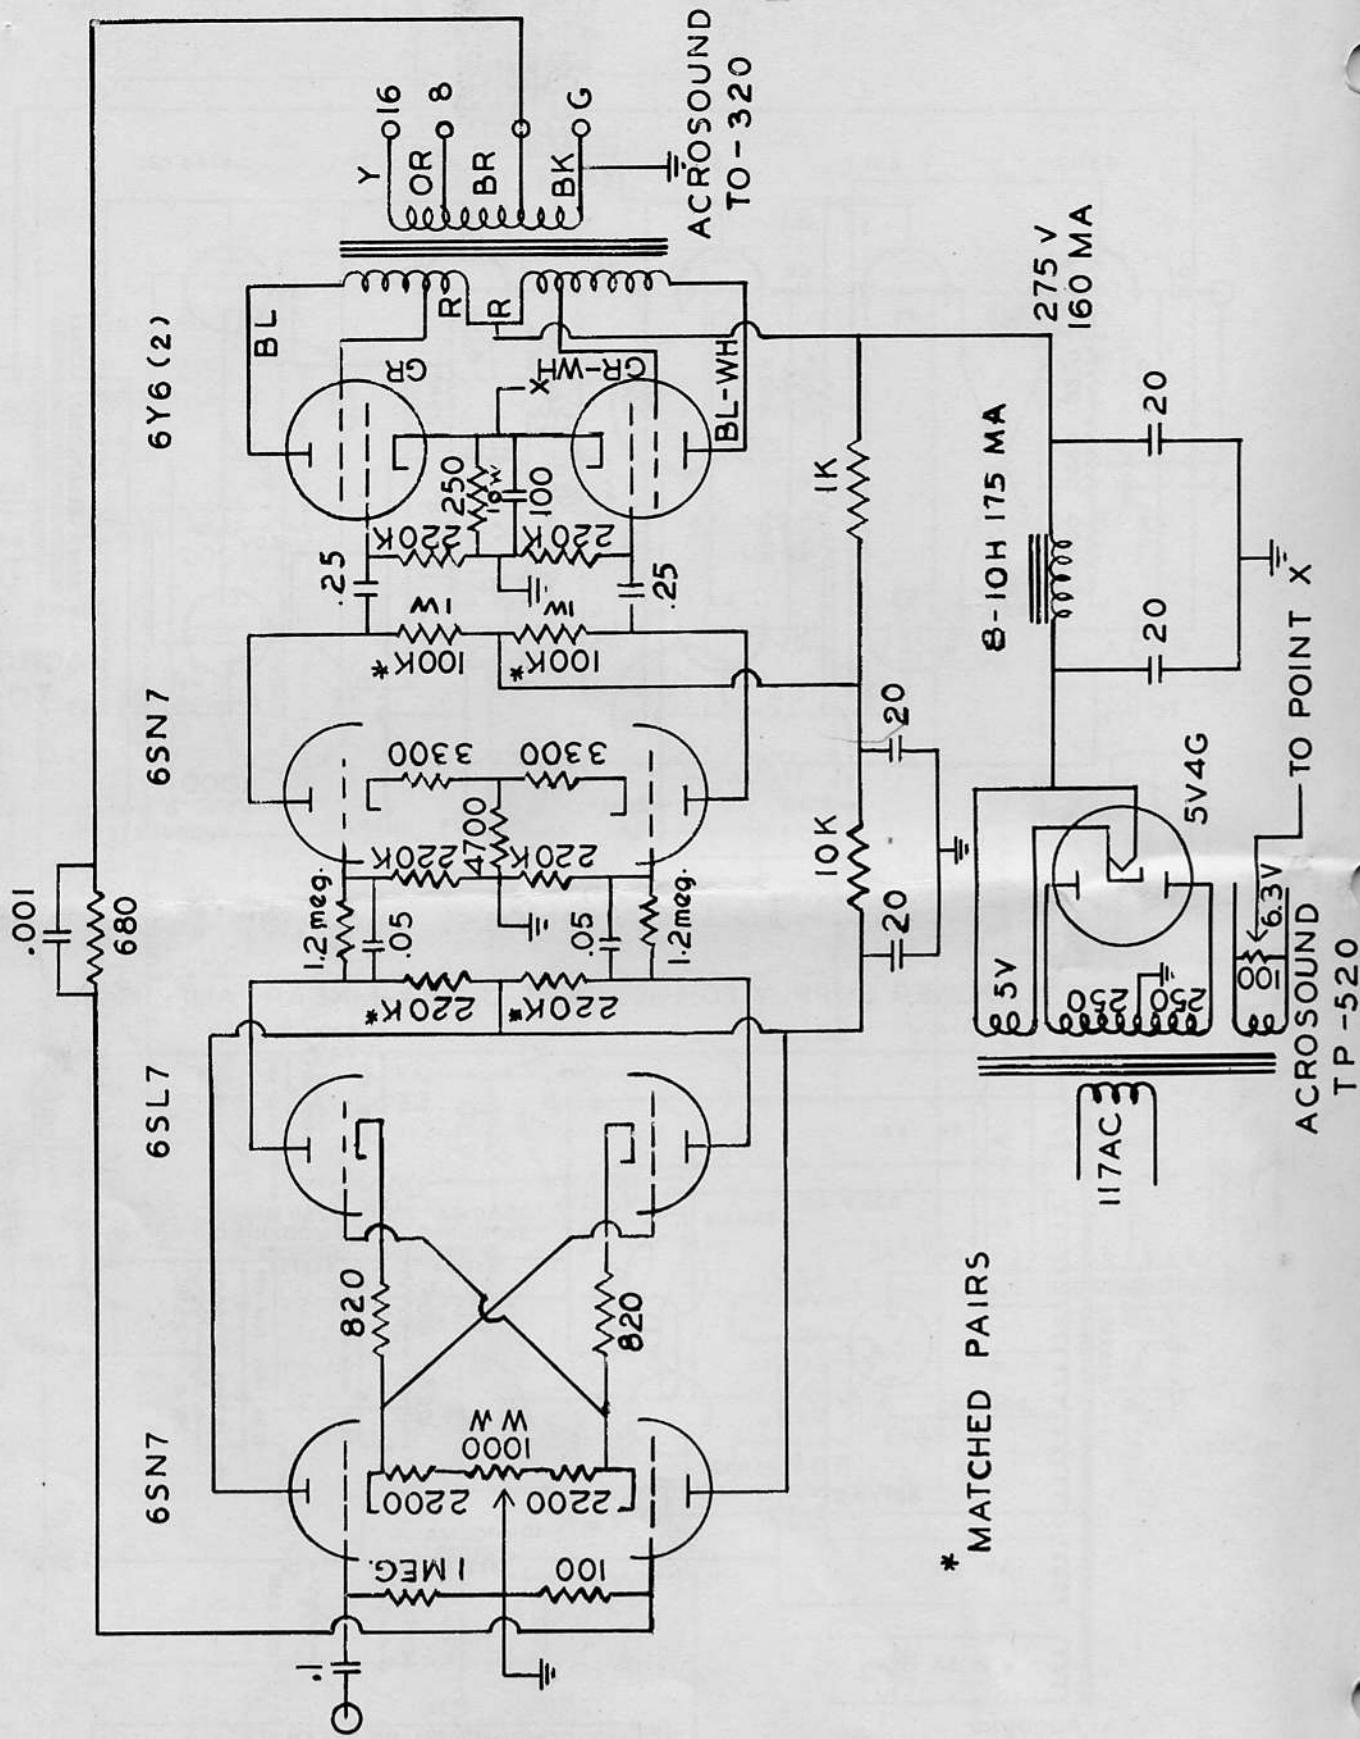 .001
680
6SN7
6SL7
6SN7
6Y6 (2)
.1
1 MEG.
100
2200
1000
WW
2200
820
820
220K*
220K*
1.2 meg.
.05
.05
1.2 meg.
220K
4700
220K
3300
3300
100K*
1W
100K*
1W
.25
.25
220K
220K
250
10W
100
X
BL
GR
GR-WH
BL-WH
R
R
Y
OR
BR
BK
16
8
G
ACROSOUND
TO-320
10K
1K
20
20
275 V
160 MA
8-10H 175 MA
20
20
5V4G
5V
250
250
100
6.3V
TO POINT X
117AC
ACROSOUND
TP-520
* MATCHED PAIRS